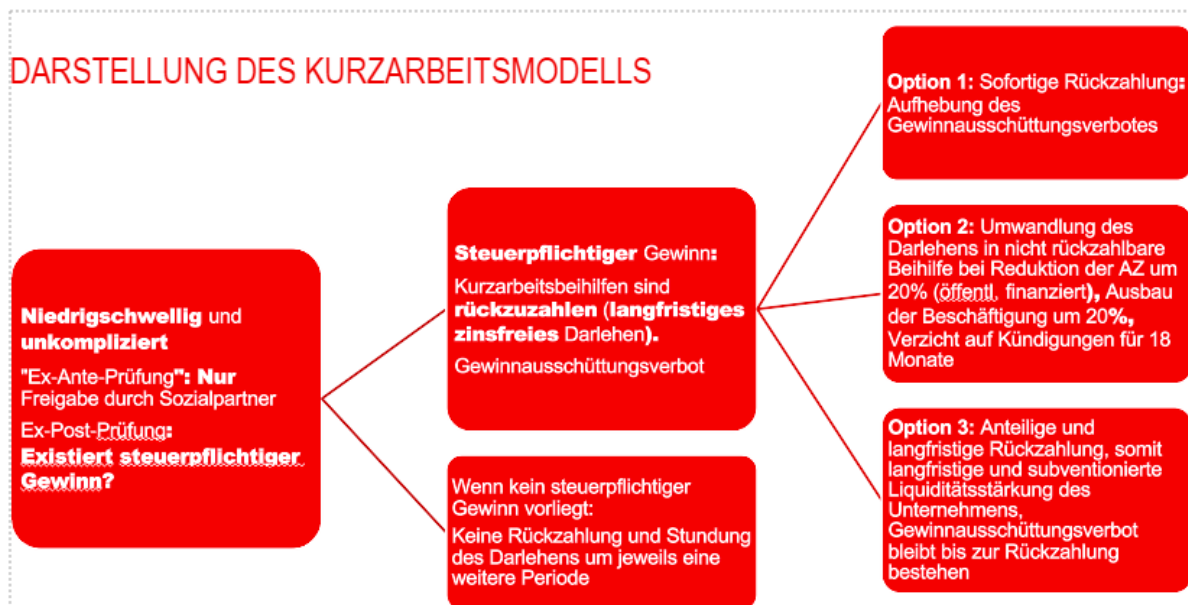 DARSTELLUNG DES KURZARBEITSMODELLS
Niedrigschwellig und
unkompliziert
"Ex-Ante-Prüfung": Nur
Freigabe durch Sozialpartner
Ex-Post-Prüfung:
Existiert steuerpflichtiger
Gewinn?
Steuerpflichtiger Gewinn:
Kurzarbeitsbeihilfen sind
rückzuzahlen (langfristiges
zinsfreies Darlehen).
Gewinnausschüttungsverbot
Wenn kein steuerpflichtiger
Gewinn vorliegt:
Keine Rückzahlung und Stundung
des Darlehens um jeweils eine
weitere Periode
Option 1: Sofortige Rückzahlung:
Aufhebung des
Gewinnausschüttungsverbotes
Option 2: Umwandlung des
Darlehens in nicht rückzahlbare
Beihilfe bei Reduktion der AZ um
20% (öffentl. finanziert), Ausbau
der Beschäftigung um 20%,
Verzicht auf Kündigungen für 18
Monate
Option 3: Anteilige und
langfristige Rückzahlung, somit
langfristige und subventionierte
Liquiditätsstärkung des
Unternehmens,
Gewinnausschüttungsverbot
bleibt bis zur Rückzahlung
bestehen